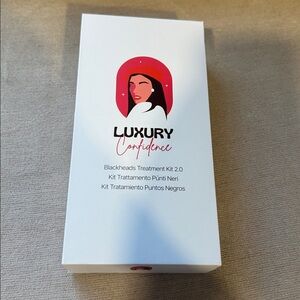 LUXURY
Confidence
Blackheads Treatment Kit 2.0
Kit Trattamento Punti Neri
Kit Tratamiento Puntos Negros